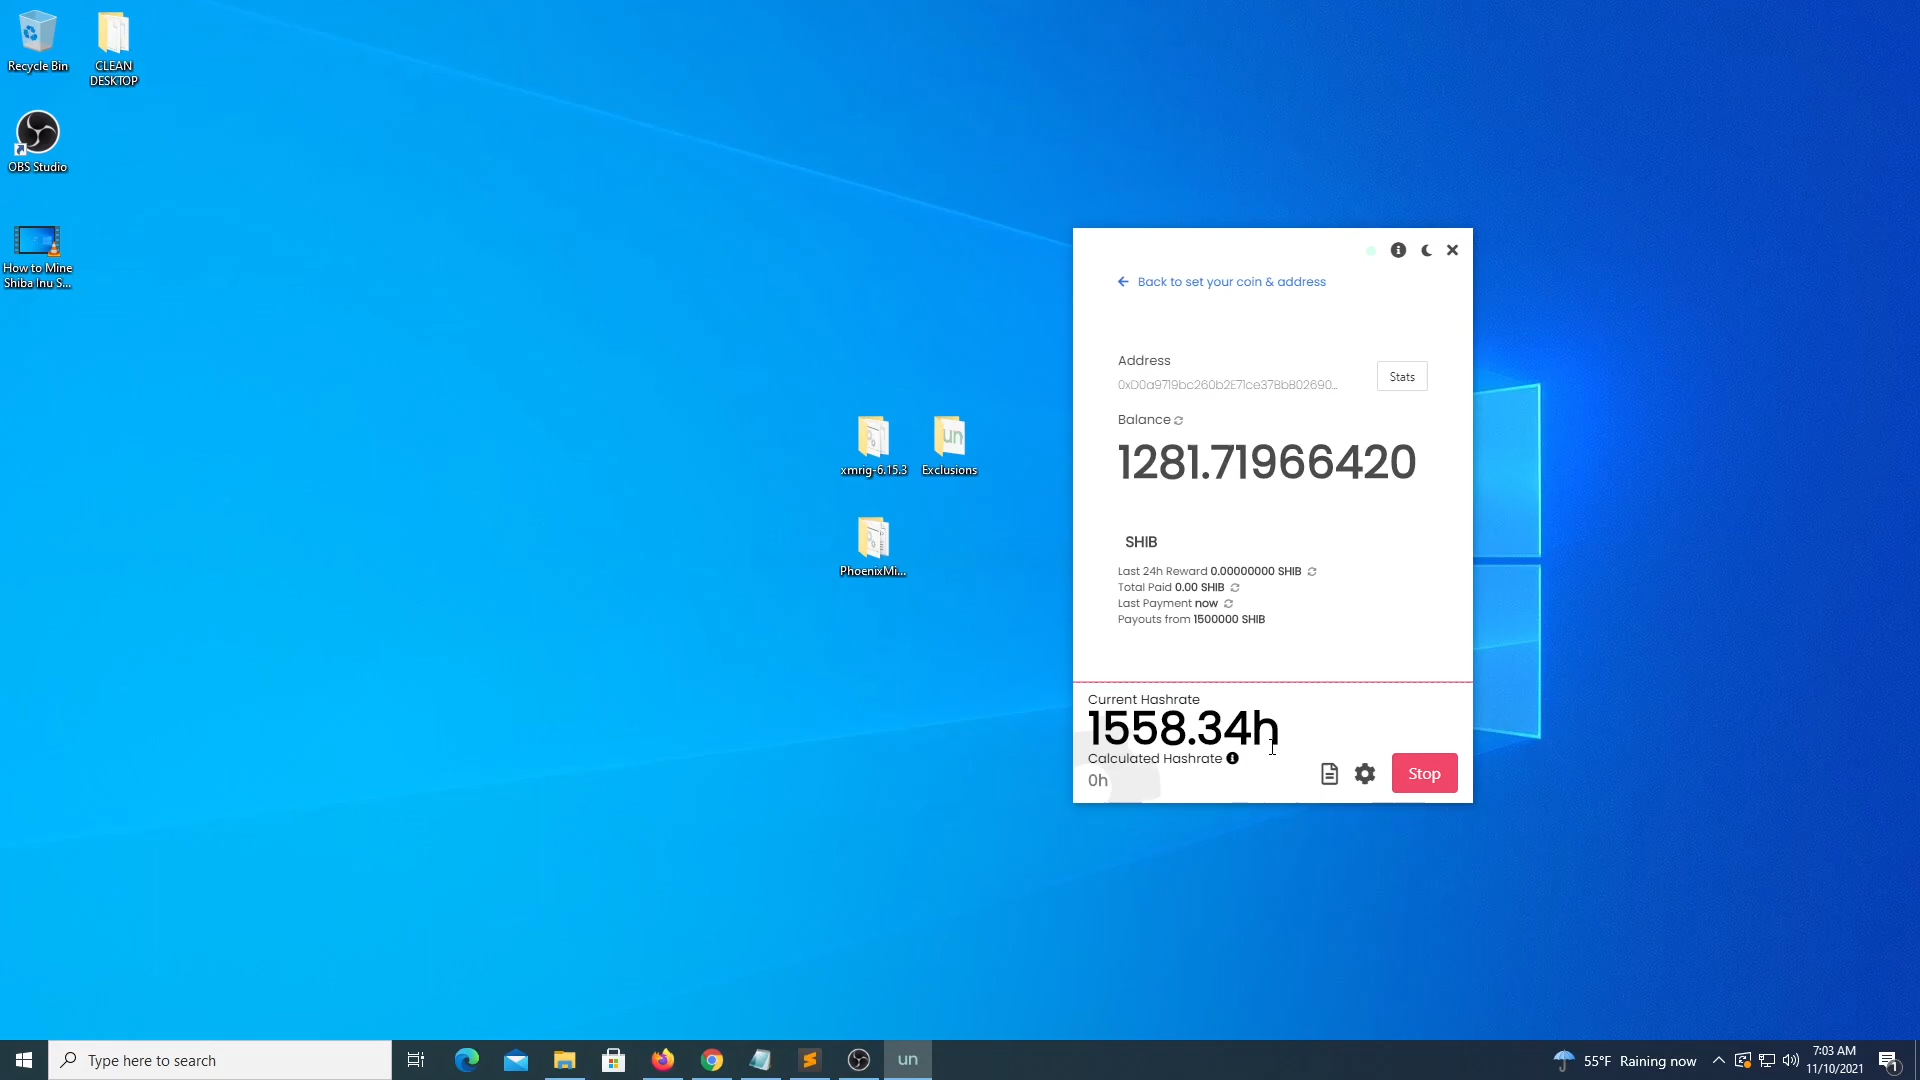 Recycle Bin
CLEAN
DESKTOP
OBS Studio
How to Mine
Shiba Inu S...
xmrig-6.15.3
un
Exclusions
PhoenixMi...
Back to set your coin & address
Address
0xD0a9719bc260b2E71ce378bB02690...
Stats
Balance
1281.71966420
SHIB
Last 24h Reward 0.00000000 SHIB
Total Paid 0.00 SHIB
Last Payment now
Payouts from 1500000 SHIB
Current Hashrate
1558.34h
Calculated Hashrate
0h
Stop
Type here to search
un
55°F Raining now
7:03 AM
11/10/2021
1